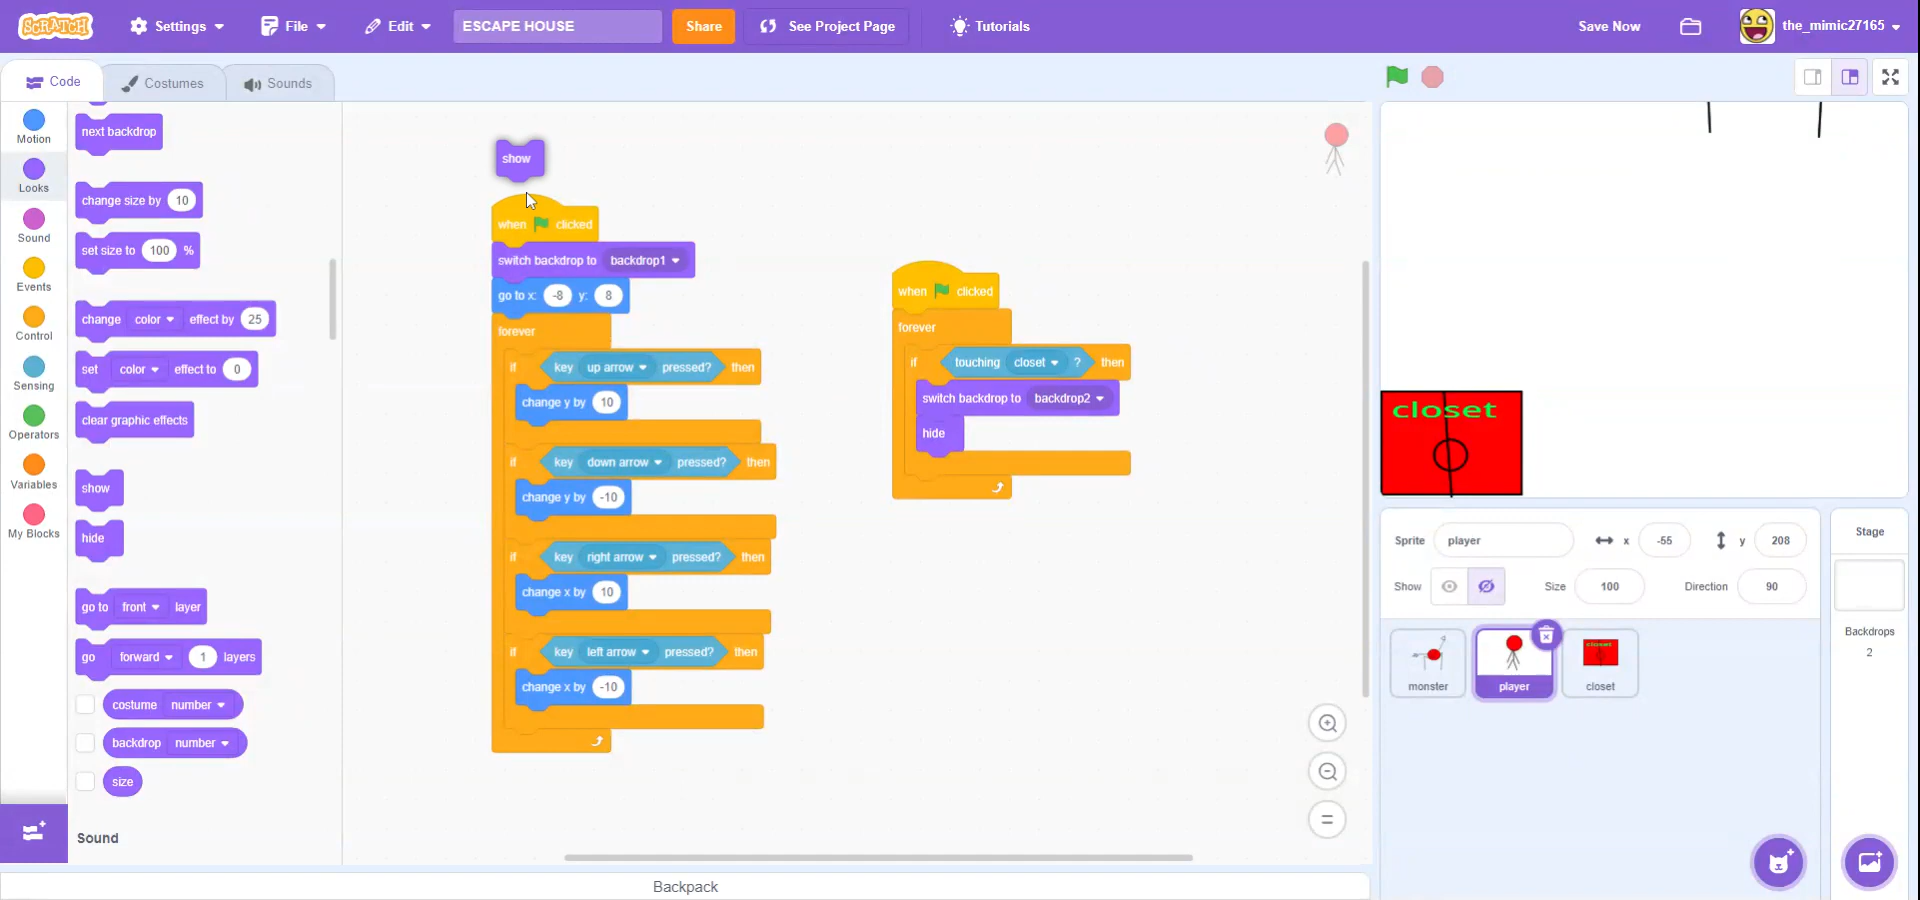 SCRATCH
Settings
File
Edit
ESCAPE HOUSE
Share
See Project Page
Tutorials
Save Now
the_mimic27165
Code
Costumes
Sounds
Motion
Looks
Sound
Events
Control
Sensing
Operators
Variables
My Blocks
next backdrop
change size by 10
set size to 100 %
change color effect by 25
set color effect to 0
clear graphic effects
show
hide
go to front layer
go forward 1 layers
costume number
backdrop number
size
Sound
show
when clicked
switch backdrop to backdrop1
go to x: -8 y: 8
forever
if key up arrow pressed? then
change y by 10
if key down arrow pressed? then
change y by -10
if key right arrow pressed? then
change x by 10
if key left arrow pressed? then
change x by -10
when clicked
forever
if touching closet ? then
switch backdrop to backdrop2
hide
Backpack
closet
Sprite player x -55 y 208
Show Size 100 Direction 90
monster
player
closet
closet
Stage
Backdrops
2